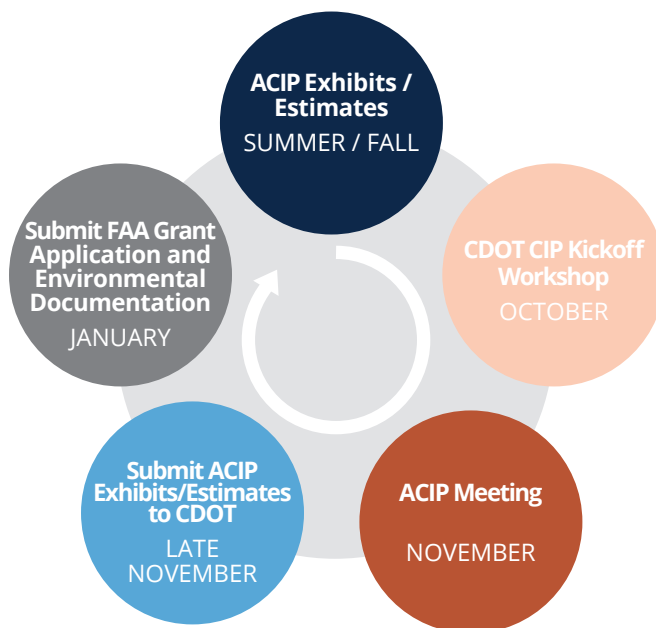 ACIP Exhibits /
Estimates
SUMMER / FALL
CDOT CIP Kickoff
Workshop
OCTOBER
ACIP Meeting
NOVEMBER
Submit ACIP
Exhibits/Estimates
to CDOT
LATE
NOVEMBER
Submit FAA Grant
Application and
Environmental
Documentation
JANUARY